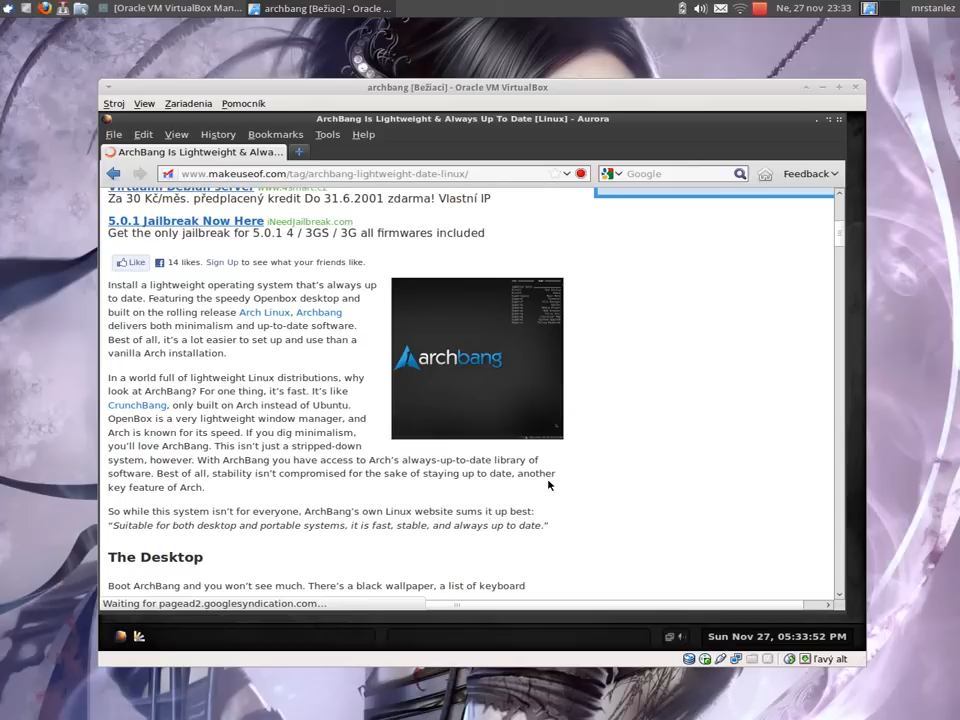 [Oracle VM VirtualBox Man...
archbang [Bežiaci] - Oracle ...
Ne, 27 nov 23:33
mrstanlez
archbang [Bežiaci] - Oracle VM VirtualBox
Stroj View Zariadenia Pomocník
ArchBang Is Lightweight & Always Up To Date [Linux] - Aurora
File Edit View History Bookmarks Tools Help
ArchBang Is Lightweight & Alwa...
www.makeuseof.com/tag/archbang-lightweight-date-linux/
Google
Feedback
Virtualni Debian server www.4smart.cz
Za 30 Kč/měs. předplacený kredit Do 31.6.2001 zdarma! Vlastní IP
5.0.1 Jailbreak Now Here iNeedJailbreak.com
Get the only jailbreak for 5.0.1 4 / 3GS / 3G all firmwares included
Like 14 likes. Sign Up to see what your friends like.
Install a lightweight operating system that's always up
to date. Featuring the speedy Openbox desktop and
built on the rolling release Arch Linux, Archbang
delivers both minimalism and up-to-date software.
Best of all, it's a lot easier to set up and use than a
vanilla Arch installation.
archbang
In a world full of lightweight Linux distributions, why
look at ArchBang? For one thing, it's fast. It's like
CrunchBang, only built on Arch instead of Ubuntu.
OpenBox is a very lightweight window manager, and
Arch is known for its speed. If you dig minimalism,
you'll love ArchBang. This isn't just a stripped-down
system, however. With ArchBang you have access to Arch's always-up-to-date library of
software. Best of all, stability isn't compromised for the sake of staying up to date, another
key feature of Arch.
So while this system isn't for everyone, ArchBang's own Linux website sums it up best:
"Suitable for both desktop and portable systems, it is fast, stable, and always up to date."
The Desktop
Boot ArchBang and you won't see much. There's a black wallpaper, a list of keyboard
Waiting for pagead2.googlesyndication.com...
Sun Nov 27, 05:33:52 PM
ľavý alt